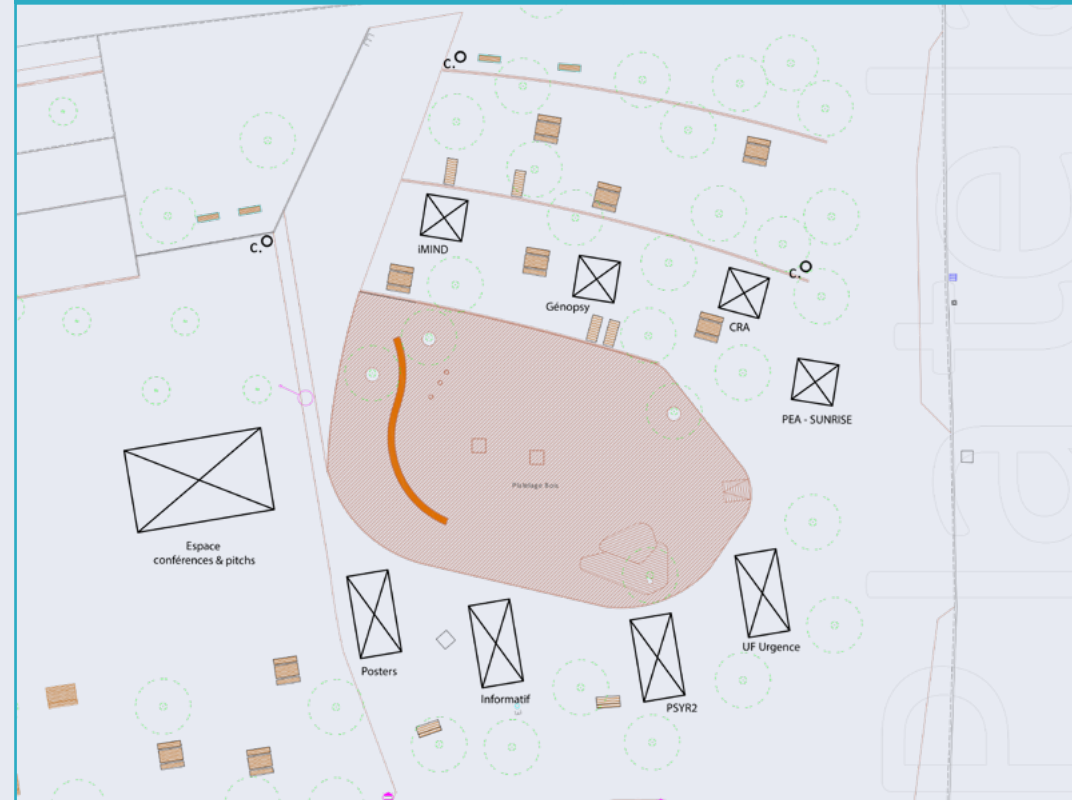 C.
C.
iMIND
C.
Génopsy
CRA
PEA - SUNRISE
Platelage Bois
Espace
conférences & pitchs
UF Urgence
Posters
Informatif
PSYR2